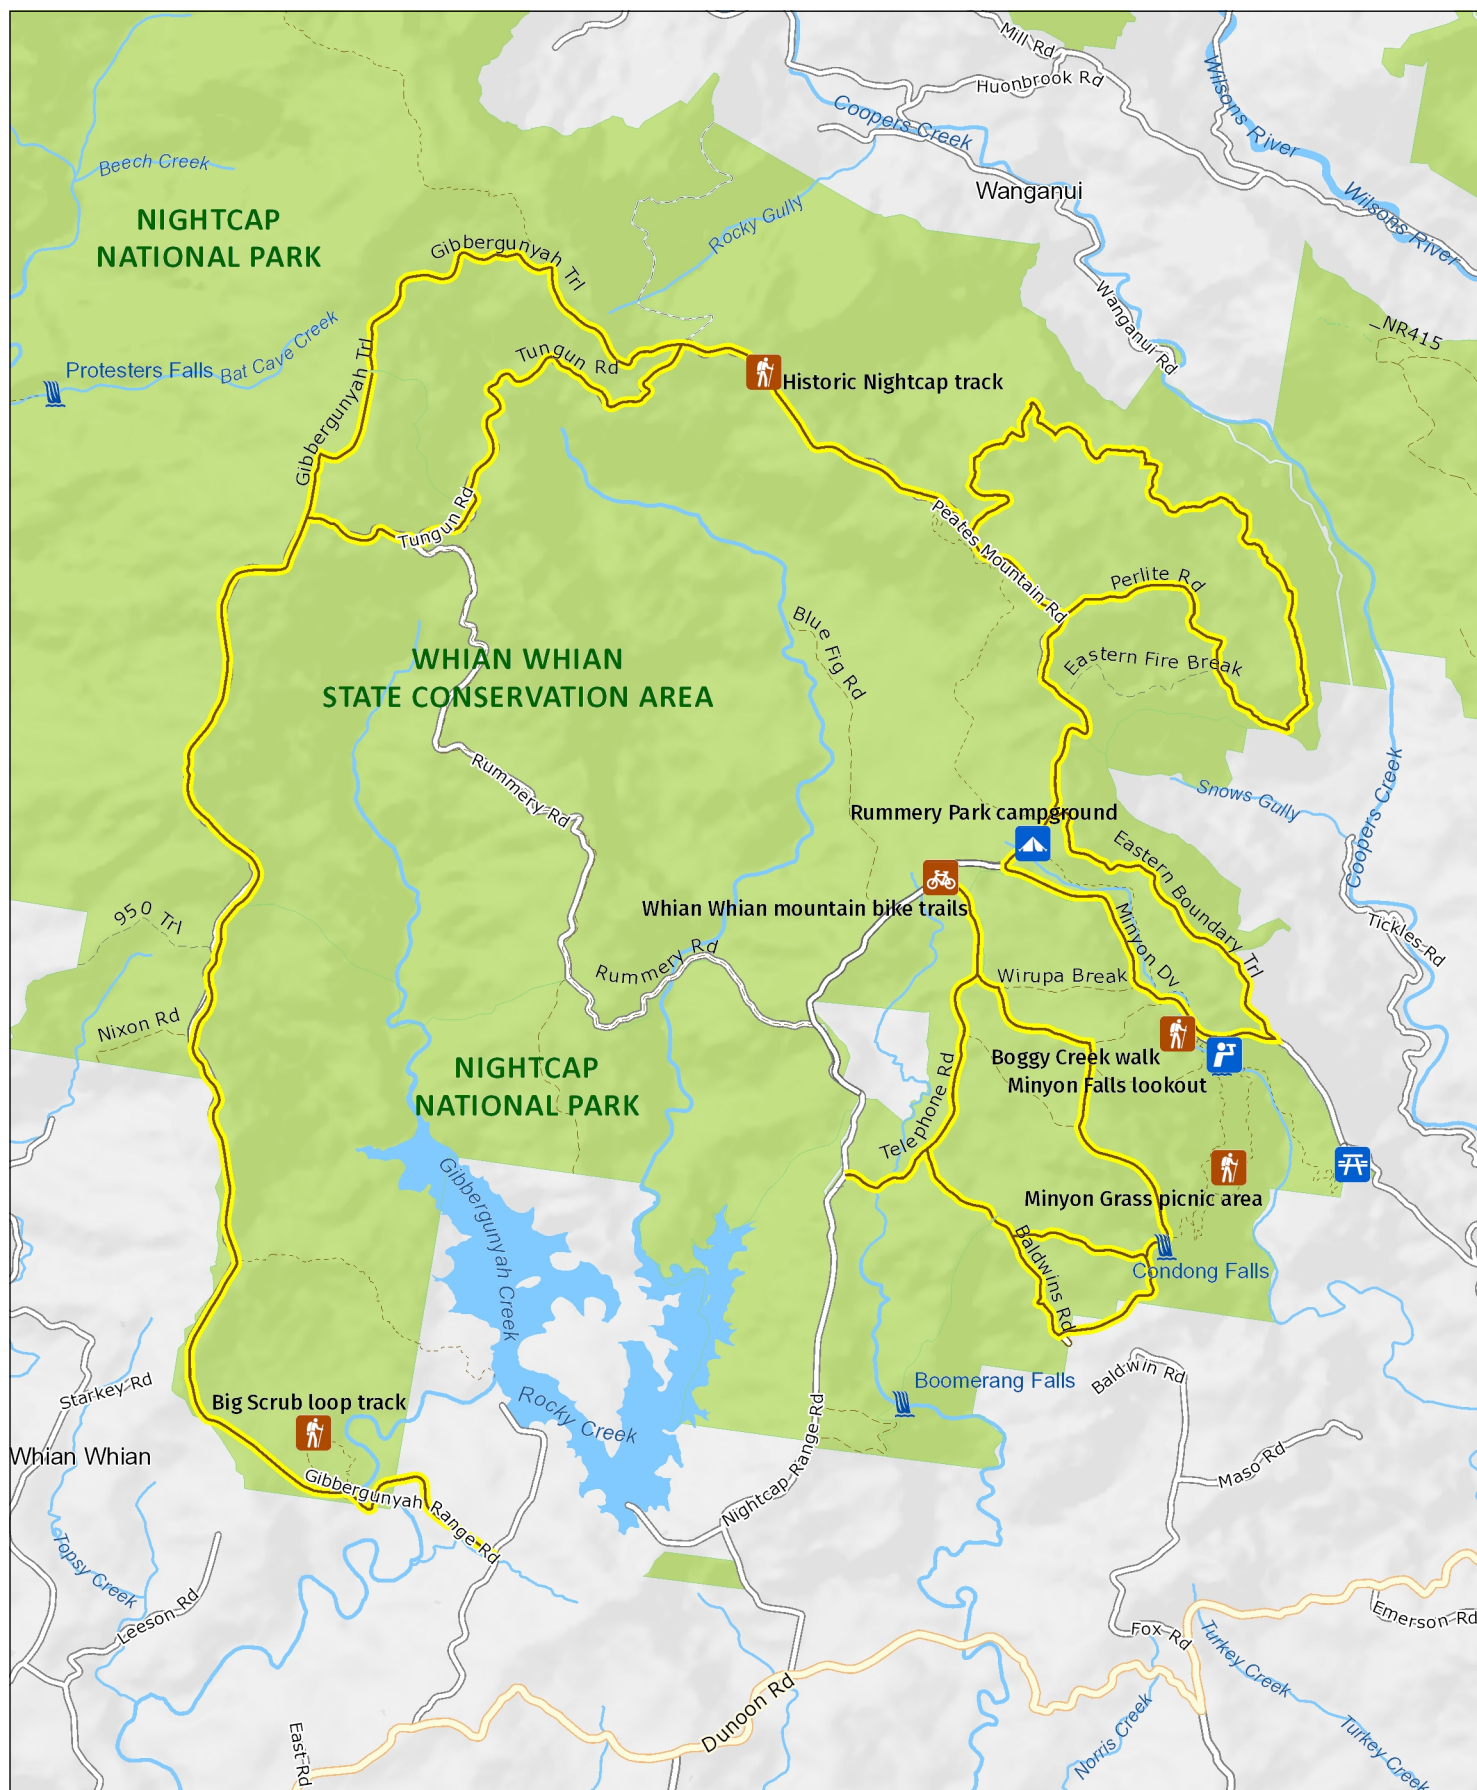 Mill Rd
Huonbrook Rd
Wilsons River
Coopers Creek
Beech Creek
Wanganui
Wilsons River
NIGHTCAP
NATIONAL PARK
Rocky Gully
Gibbergunyah Trl
Wanganui Rd
_NR415
Bat Cave Creek
Protesters Falls
Gibbergunyah Trl
Tungun Rd
Historic Nightcap track
Tungun Rd
Peates Mountain Rd
Perlite Rd
Blue Fig Rd
Eastern Fire Break
WHIAN WHIAN
STATE CONSERVATION AREA
Rummery Rd
Snows Gully
Coopers Creek
Rummery Park campground
Eastern Boundary Trl
Whian Whian mountain bike trails
950 Trl
Minyon Dv
Tickles Rd
Rummery Rd
Wirupa Break
Nixon Rd
Boggy Creek walk
Minyon Falls lookout
NIGHTCAP
NATIONAL PARK
Telephone Rd
Gibbergunyah Creek
Minyon Grass picnic area
Baldwins Rd
Condong Falls
Starkey Rd
Big Scrub loop track
Rocky Creek
Boomerang Falls
Baldwin Rd
Whian Whian
Nightcap Range Rd
Maso Rd
Gibbergunyah Range Rd
Topsy Creek
Leeson Rd
Emerson Rd
Fox Rd
Turkey Creek
Dunoon Rd
East Rd
Norris Creek
Turkey Creek